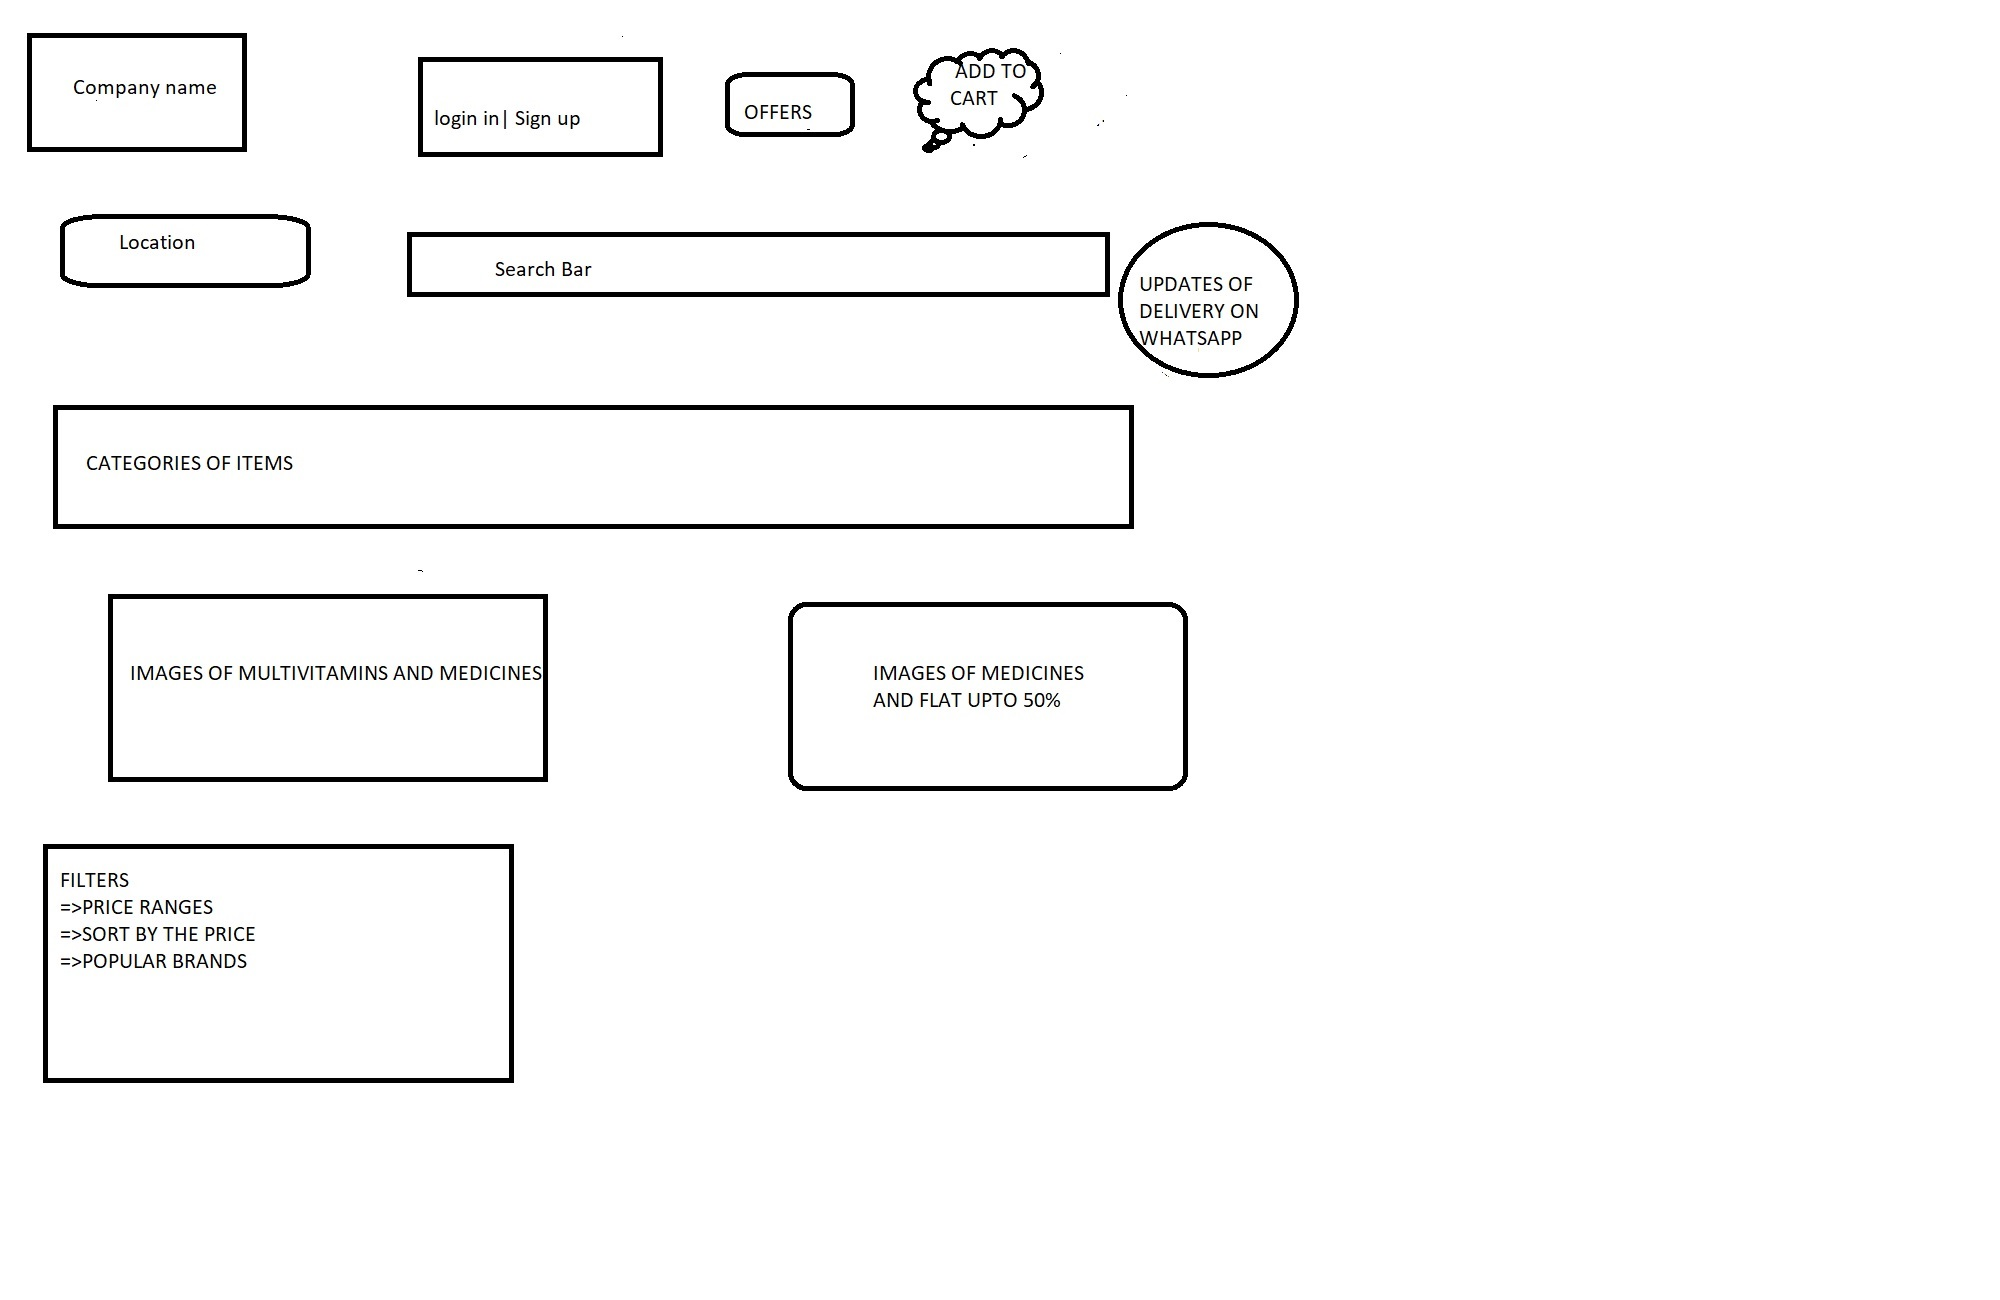 Company name
login in| Sign up
OFFERS
ADD TO
CART
Location
Search Bar
UPDATES OF
DELIVERY ON
WHATSAPP
CATEGORIES OF ITEMS
IMAGES OF MULTIVITAMINS AND MEDICINES
IMAGES OF MEDICINES
AND FLAT UPTO 50%
FILTERS
=>PRICE RANGES
=>SORT BY THE PRICE
=>POPULAR BRANDS